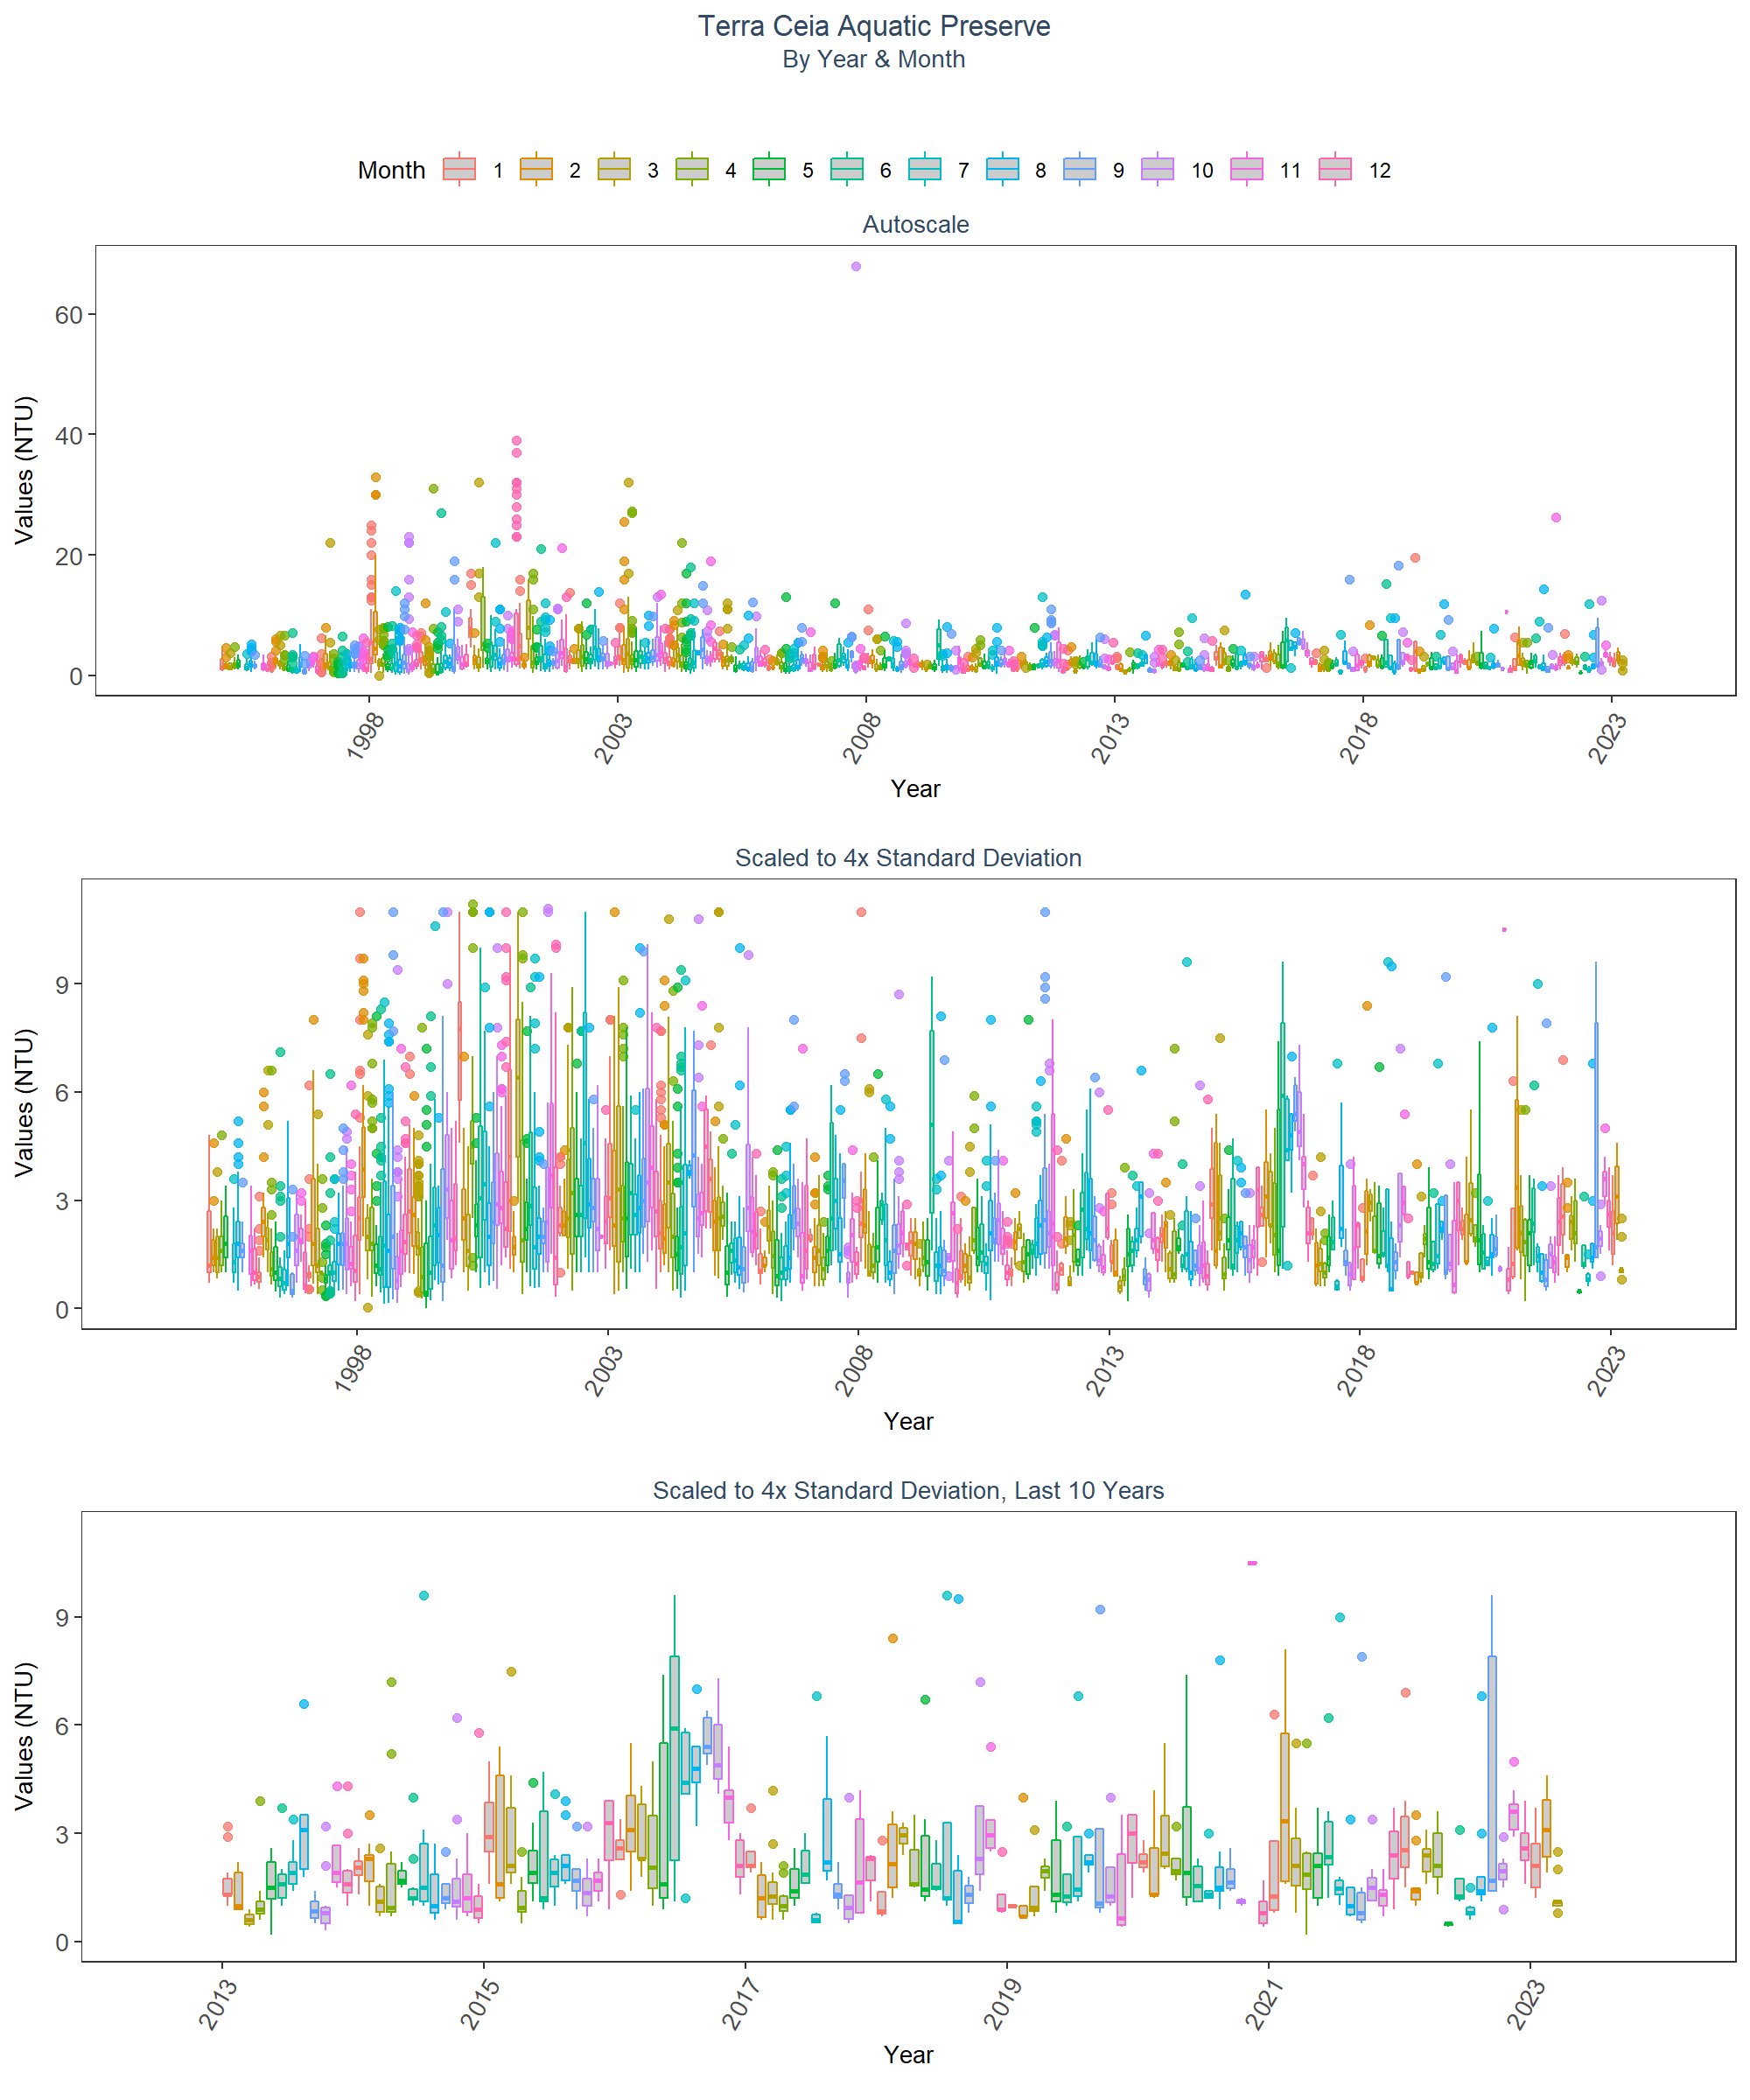 Terra Ceia Aquatic Preserve
By Year & Month
Month 1 2 3 4 5 6 7 8 9 10 11 12
Autoscale
Values (NTU)
60
40
20
0
1998 2003 2008 2013 2018 2023
Year
Scaled to 4x Standard Deviation
Values (NTU)
9
6
3
0
1998 2003 2008 2013 2018 2023
Year
Scaled to 4x Standard Deviation, Last 10 Years
Values (NTU)
9
6
3
0
2013 2015 2017 2019 2021 2023
Year